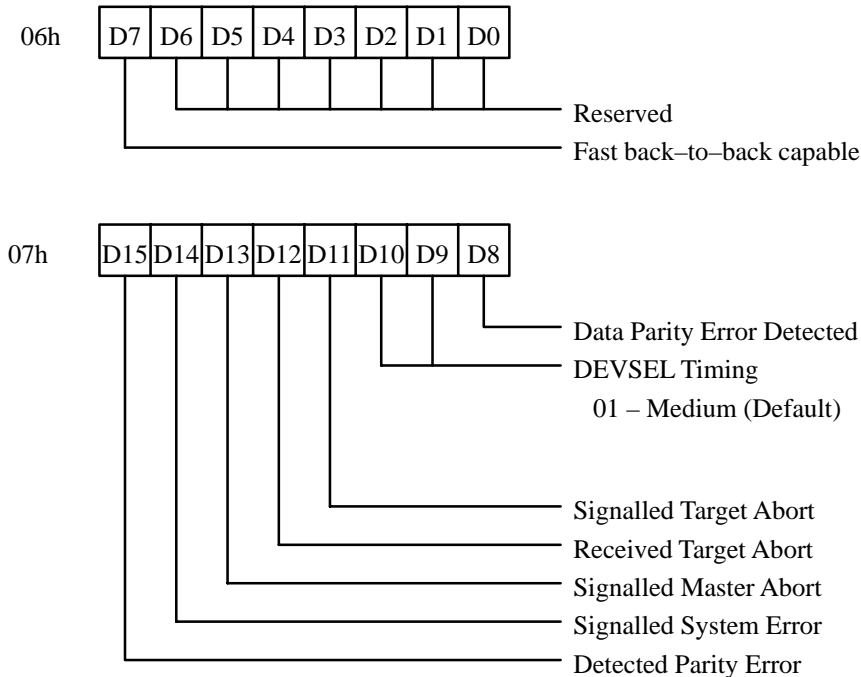 06h D7 D6 D5 D4 D3 D2 D1 D0
Reserved
Fast back–to–back capable
07h D15 D14 D13 D12 D11 D10 D9 D8
Data Parity Error Detected
DEVSEL Timing
01 – Medium (Default)
Signalled Target Abort
Received Target Abort
Signalled Master Abort
Signalled System Error
Detected Parity Error